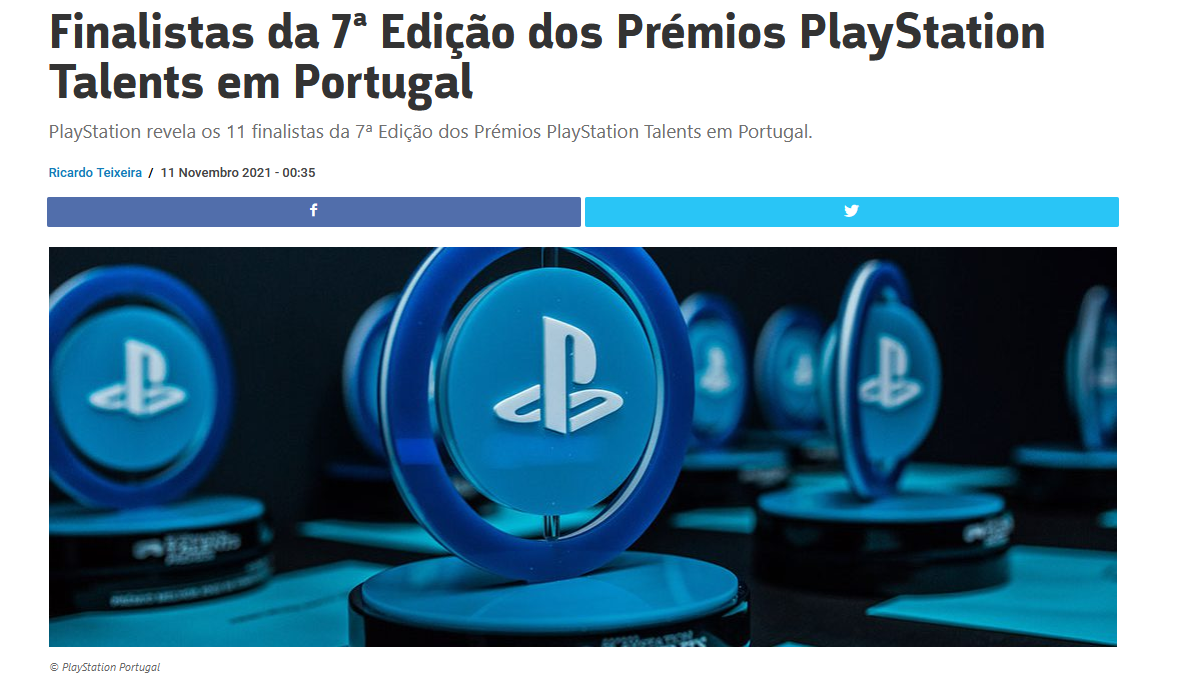 Finalistas da 7ª Edição dos Prémios PlayStation
Talents em Portugal
PlayStation revela os 11 finalistas da 7ª Edição dos Prémios PlayStation Talents em Portugal.
Ricardo Teixeira / 11 Novembro 2021 - 00:35
© PlayStation Portugal